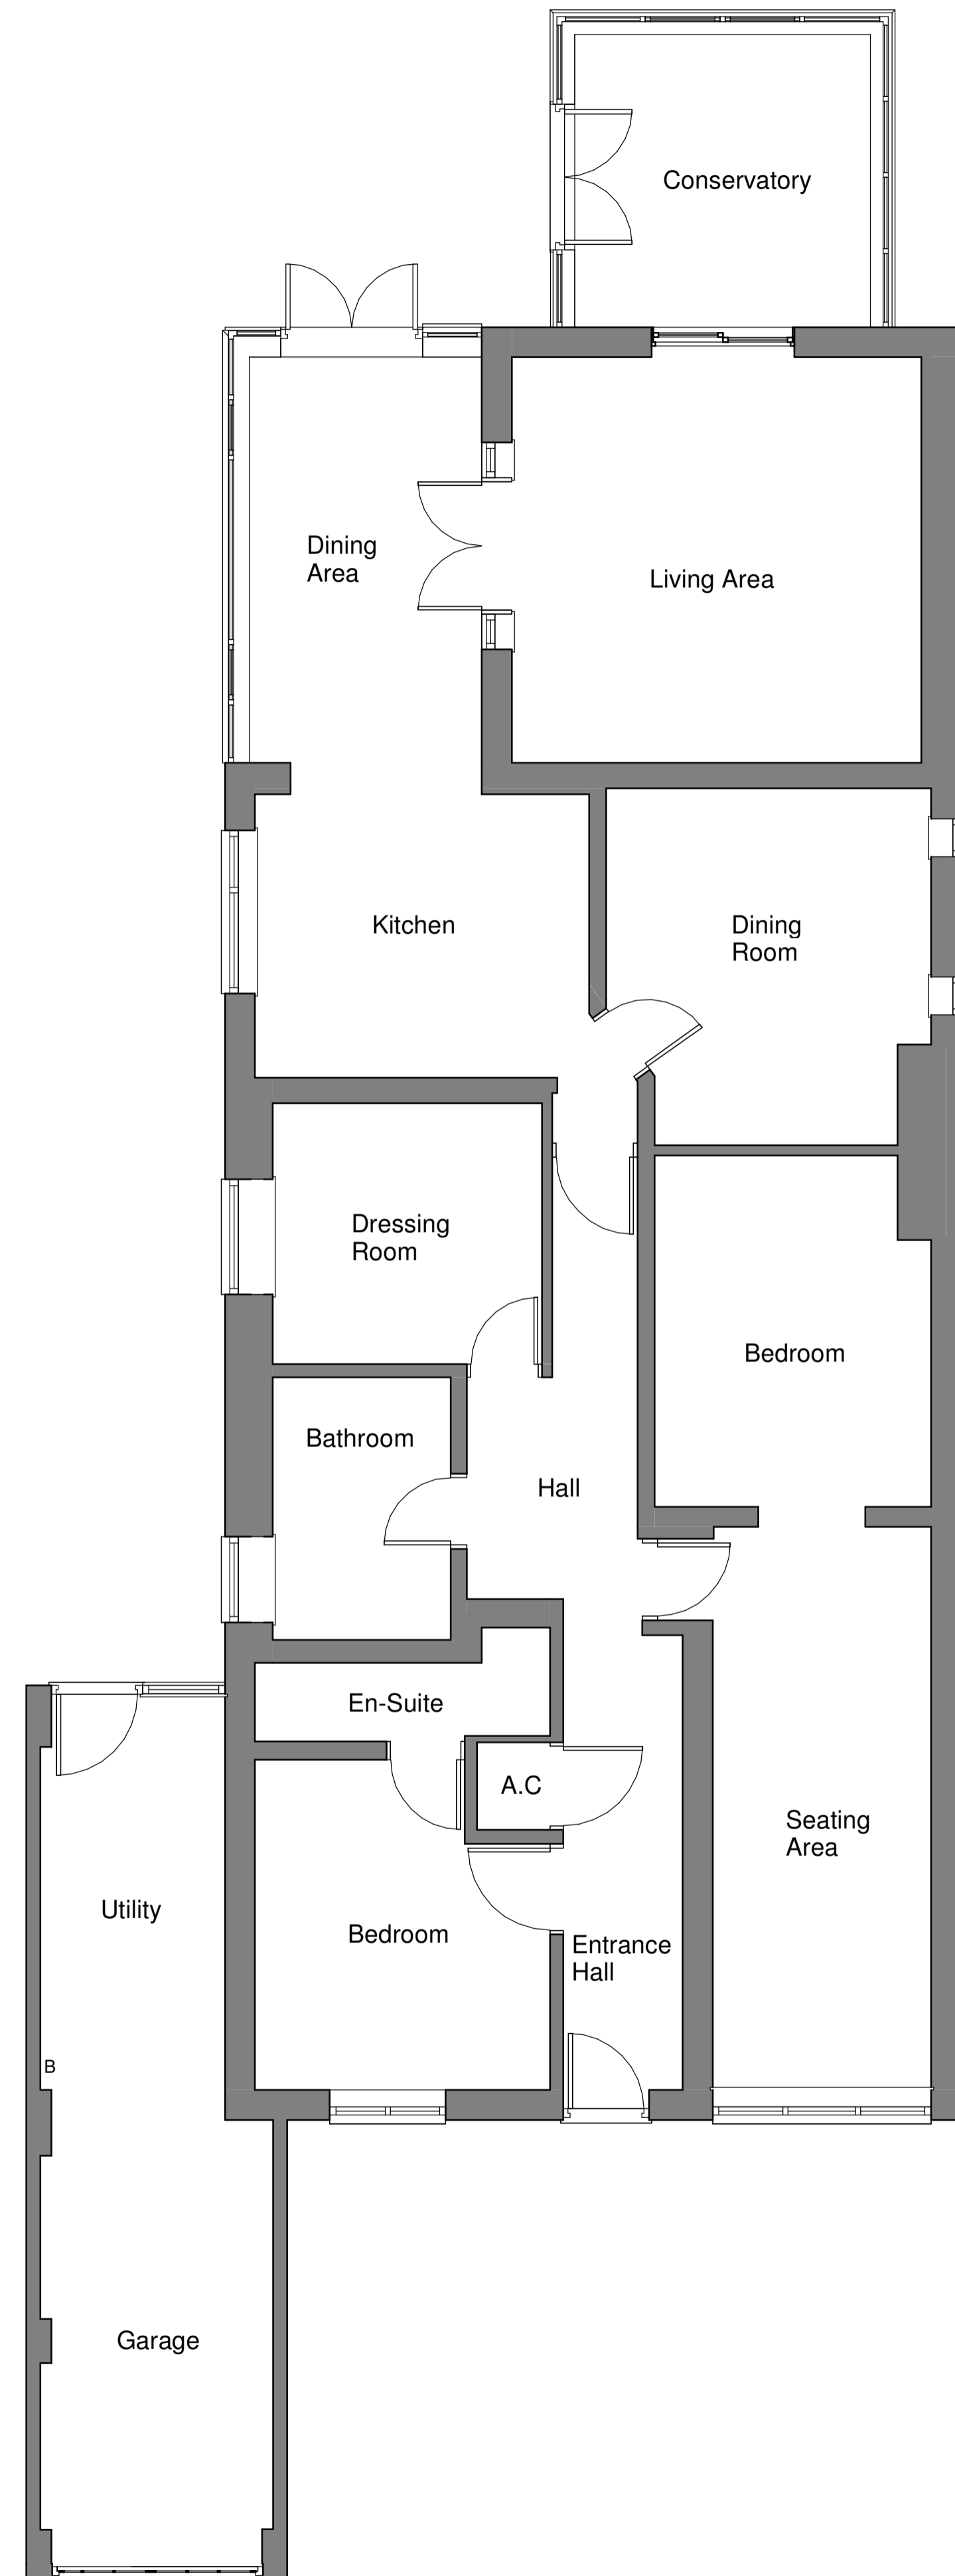 Conservatory
Dining
Area
Living Area
Kitchen
Dining
Room
Dressing
Room
Bedroom
Bathroom
Hall
En-Suite
A.C
Seating
Area
Utility
Bedroom
Entrance
Hall
B
Garage